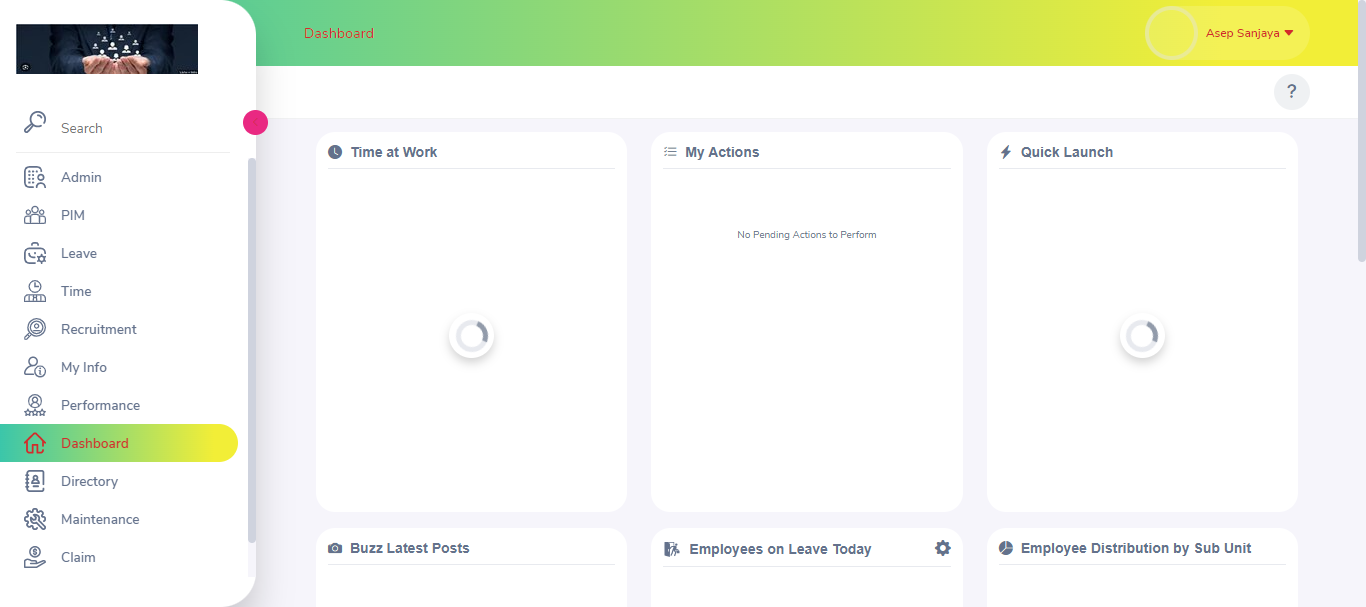 Dashboard
Asep Sanjaya
?
Search
Admin
PIM
Leave
Time
Recruitment
My Info
Performance
Dashboard
Directory
Maintenance
Claim
Time at Work
My Actions
No Pending Actions to Perform
Quick Launch
Buzz Latest Posts
Employees on Leave Today
Employee Distribution by Sub Unit